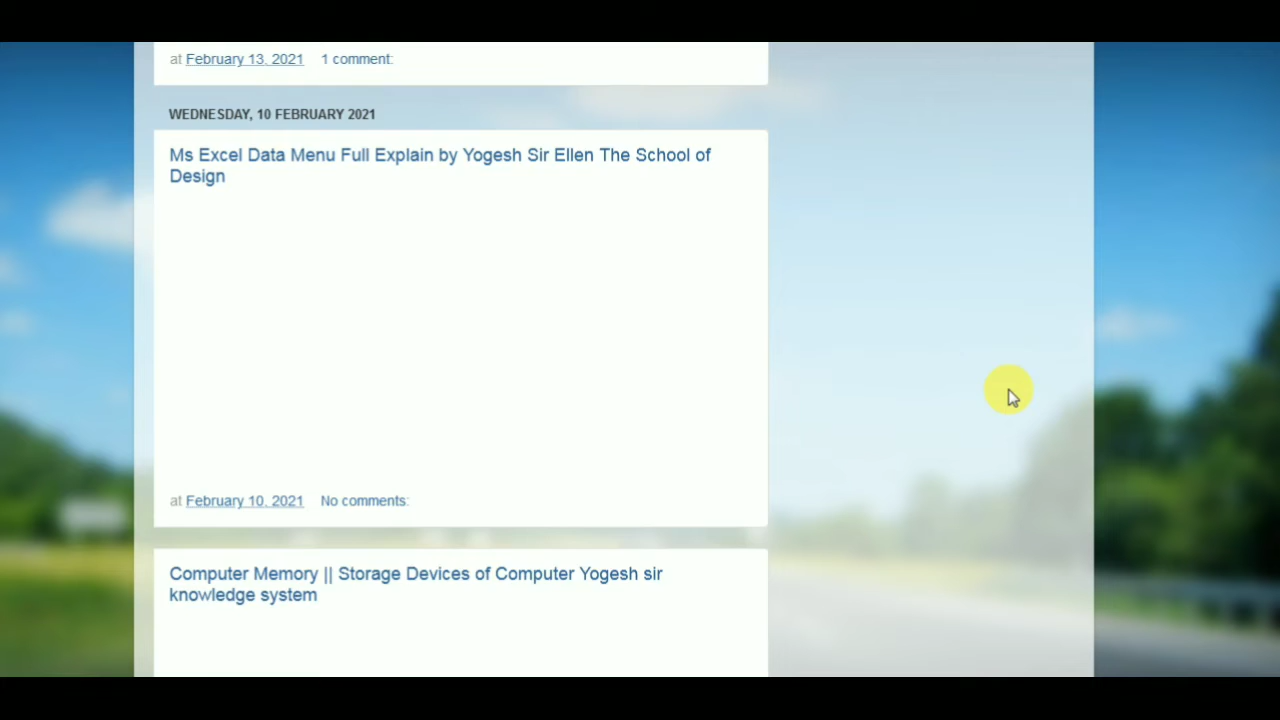 at February 13, 2021 1 comment:
WEDNESDAY, 10 FEBRUARY 2021
Ms Excel Data Menu Full Explain by Yogesh Sir Ellen The School of
Design
at February 10, 2021 No comments:
Computer Memory || Storage Devices of Computer Yogesh sir
knowledge system